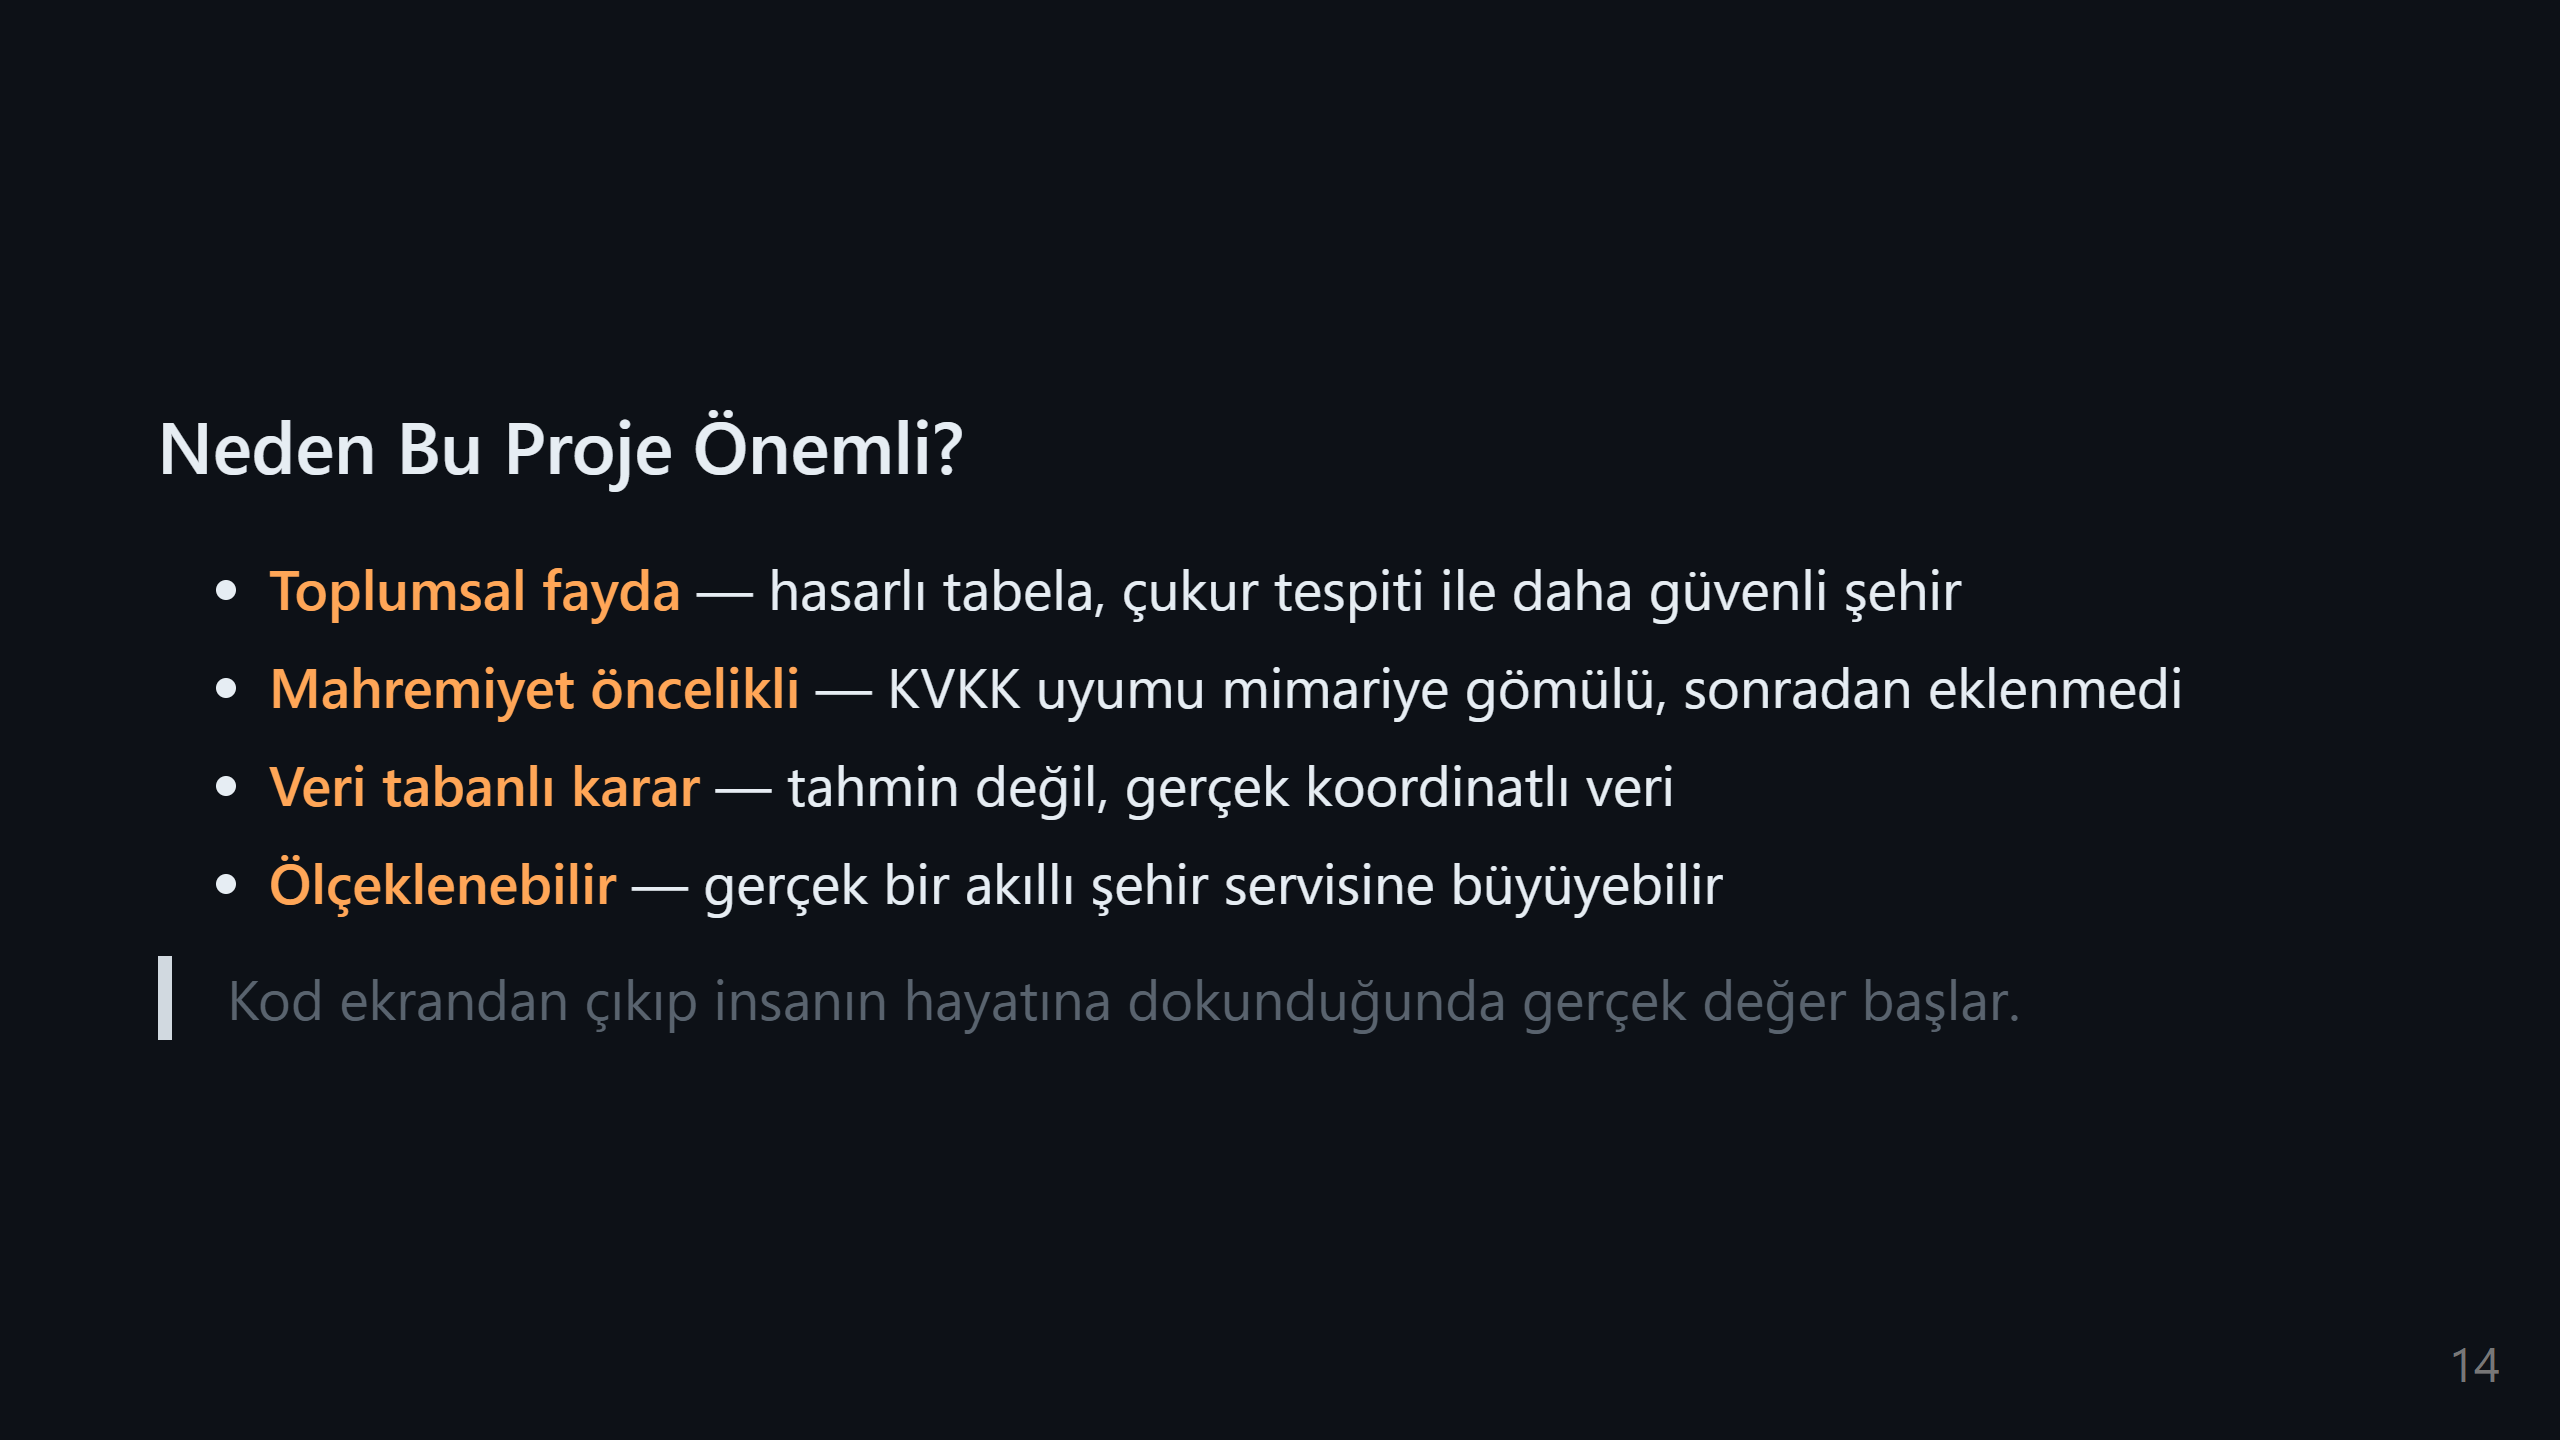 Neden Bu Proje Önemli?
• Toplumsal fayda — hasarlı tabela, çukur tespiti ile daha güvenli şehir
• Mahremiyet öncelikli — KVKK uyumu mimariye gömülü, sonradan eklenmedi
• Veri tabanlı karar — tahmin değil, gerçek koordinatlı veri
• Ölçeklenebilir — gerçek bir akıllı şehir servisine büyüyebilir
Kod ekrandan çıkıp insanın hayatına dokunduğunda gerçek değer başlar.
14